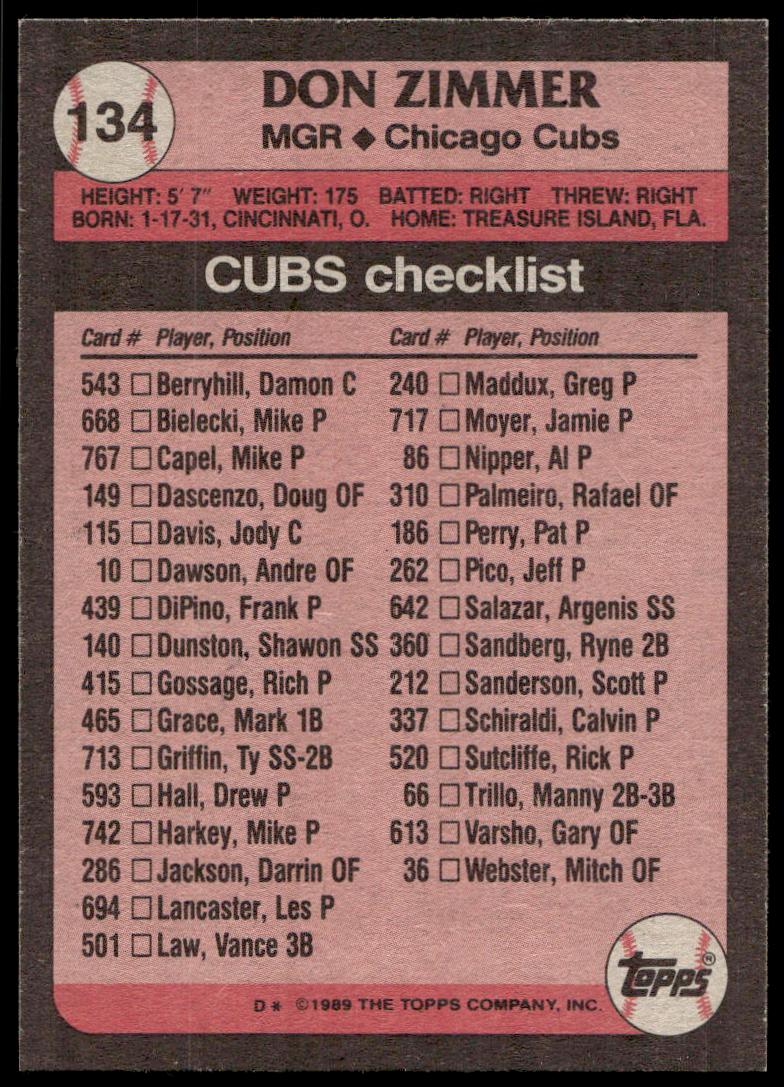 134
DON ZIMMER
MGR ◆ Chicago Cubs
HEIGHT: 5' 7" WEIGHT: 175 BATTED: RIGHT THREW: RIGHT
BORN: 1-17-31, CINCINNATI, O. HOME: TREASURE ISLAND, FLA.
CUBS checklist
Card # Player, Position
543 □ Berryhill, Damon C
668 □ Bielecki, Mike P
767 □ Capel, Mike P
149 □ Dascenzo, Doug OF
115 □ Davis, Jody C
10 □ Dawson, Andre OF
439 □ DiPino, Frank P
140 □ Dunston, Shawon SS
415 □ Gossage, Rich P
465 □ Grace, Mark 1B
713 □ Griffin, Ty SS-2B
593 □ Hall, Drew P
742 □ Harkey, Mike P
286 □ Jackson, Darrin OF
694 □ Lancaster, Les P
501 □ Law, Vance 3B
Card # Player, Position
240 □ Maddux, Greg P
717 □ Moyer, Jamie P
86 □ Nipper, Al P
310 □ Palmeiro, Rafael OF
186 □ Perry, Pat P
262 □ Pico, Jeff P
642 □ Salazar, Argenis SS
360 □ Sandberg, Ryne 2B
212 □ Sanderson, Scott P
337 □ Schiraldi, Calvin P
520 □ Sutcliffe, Rick P
66 □ Trillo, Manny 2B-3B
613 □ Varsho, Gary OF
36 □ Webster, Mitch OF
topps®
D* ©1989 THE TOPPS COMPANY, INC.